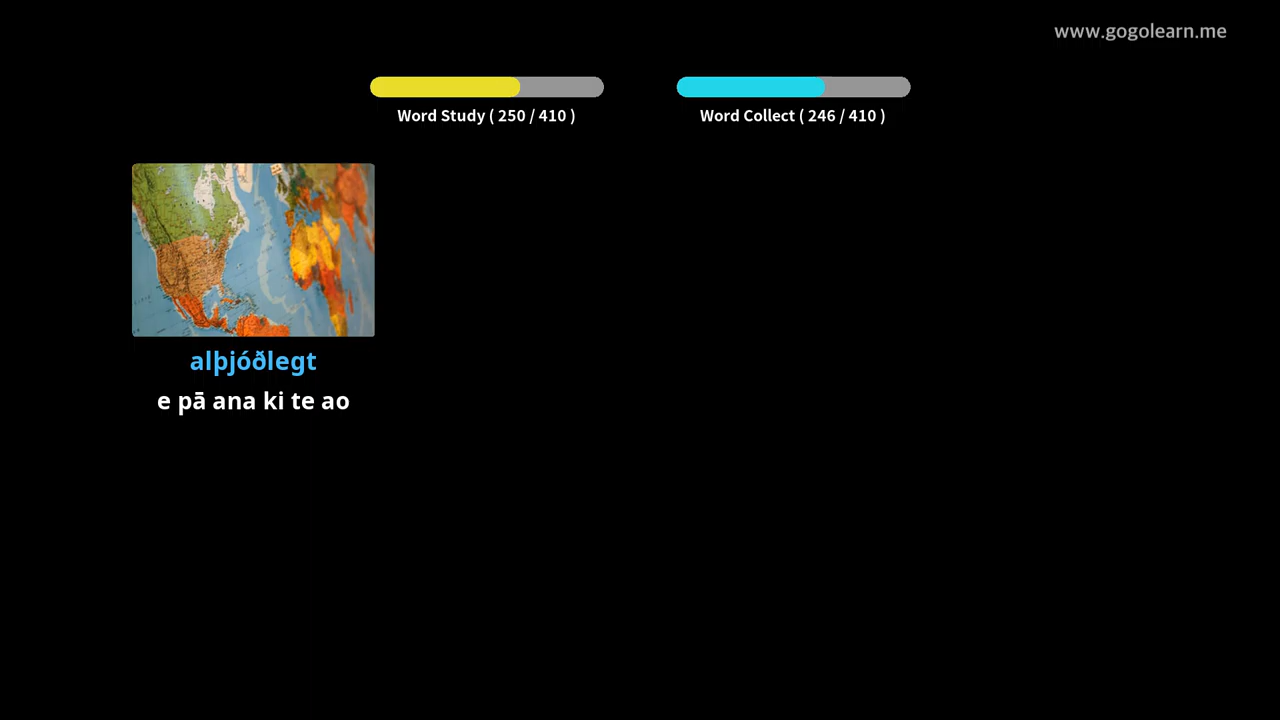 www.gogolearn.me
Word Study ( 250 / 410 )
Word Collect ( 246 / 410 )
alþjóðlegt
e pā ana ki te ao